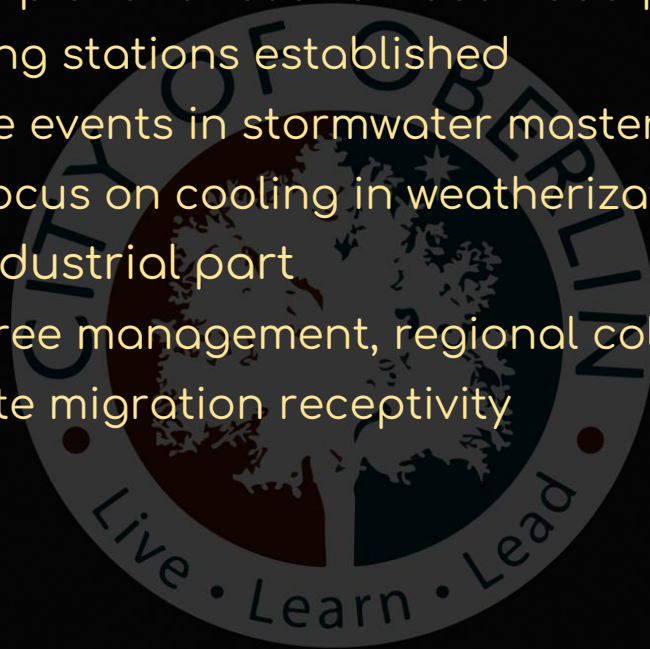 ng stations established
e events in stormwater master
ocus on cooling in weatheriza
dustrial part
ree management, regional col
te migration receptivity
CITY OF OBERLIN
Live • Learn • Lead